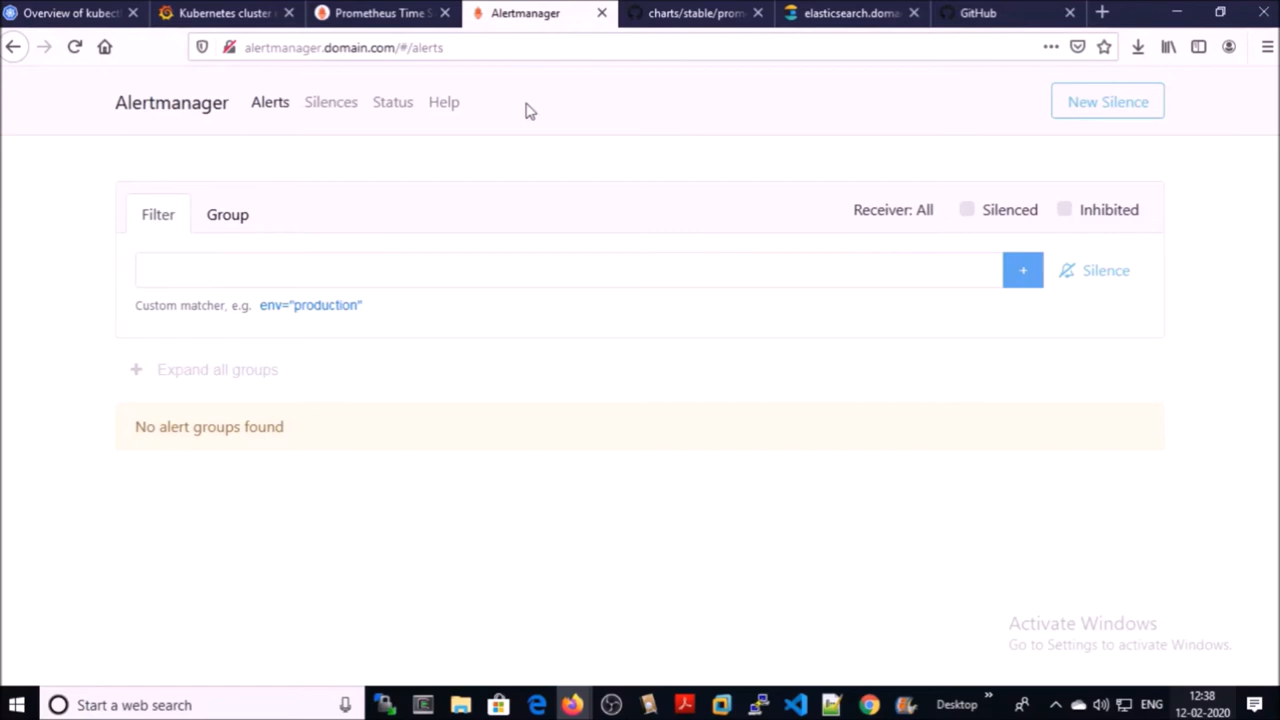 Overview of kubect
Kubernetes cluster
Prometheus Time S
Alertmanager
charts/stable/prom
elasticsearch.doma
GitHub
alertmanager.domain.com/#/alerts
Alertmanager Alerts Silences Status Help
New Silence
Filter Group
Receiver: All Silenced Inhibited
+ Silence
Custom matcher, e.g. env="production"
+ Expand all groups
No alert groups found
Activate Windows
Go to Settings to activate Windows.
Start a web search
Desktop
ENG
12:38
12-02-2020